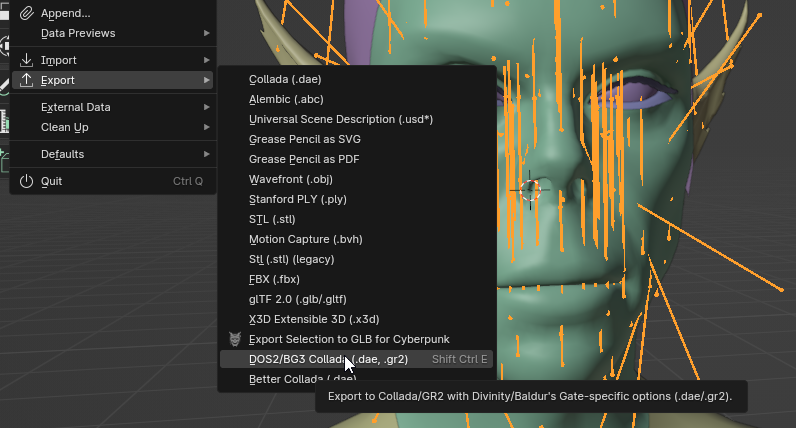 Append...
Data Previews
Import
Export
External Data
Clean Up
Defaults
Quit Ctrl Q
Collada (.dae)
Alembic (.abc)
Universal Scene Description (.usd*)
Grease Pencil as SVG
Grease Pencil as PDF
Wavefront (.obj)
Stanford PLY (.ply)
STL (.stl)
Motion Capture (.bvh)
Stl (.stl) (legacy)
FBX (.fbx)
glTF 2.0 (.glb/.gltf)
X3D Extensible 3D (.x3d)
Export Selection to GLB for Cyberpunk
DOS2/BG3 Collada (.dae, .gr2) Shift Ctrl E
Better Collada (.dae)
Export to Collada/GR2 with Divinity/Baldur's Gate-specific options (.dae/.gr2).